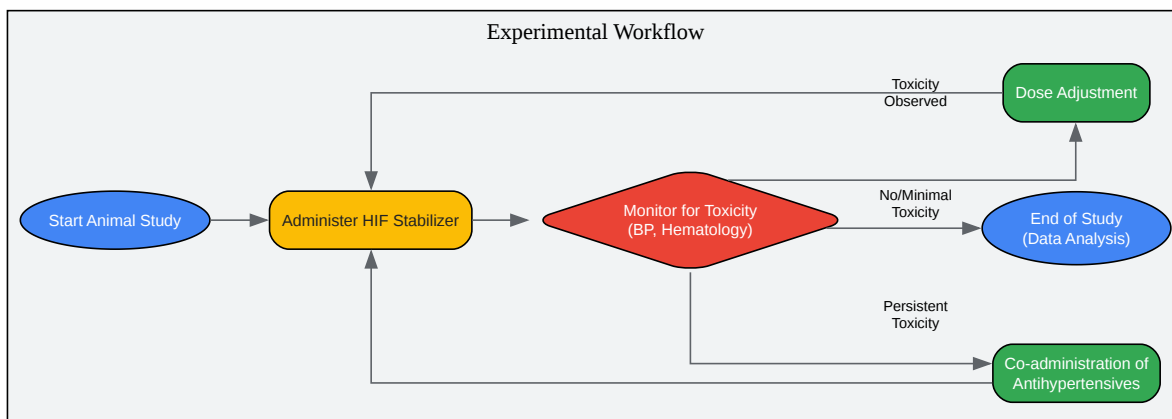 Experimental Workflow
Toxicity
Observed
Dose Adjustment
Start Animal Study
Administer HIF Stabilizer
Monitor for Toxicity
(BP, Hematology)
No/Minimal
Toxicity
End of Study
(Data Analysis)
Persistent
Toxicity
Co-administration of
Antihypertensives